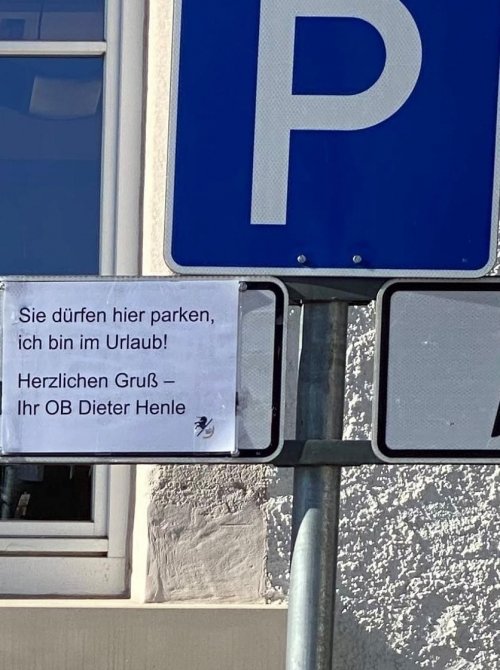 P
Sie dürfen hier parken,
ich bin im Urlaub!
Herzlichen Gruß –
Ihr OB Dieter Henle